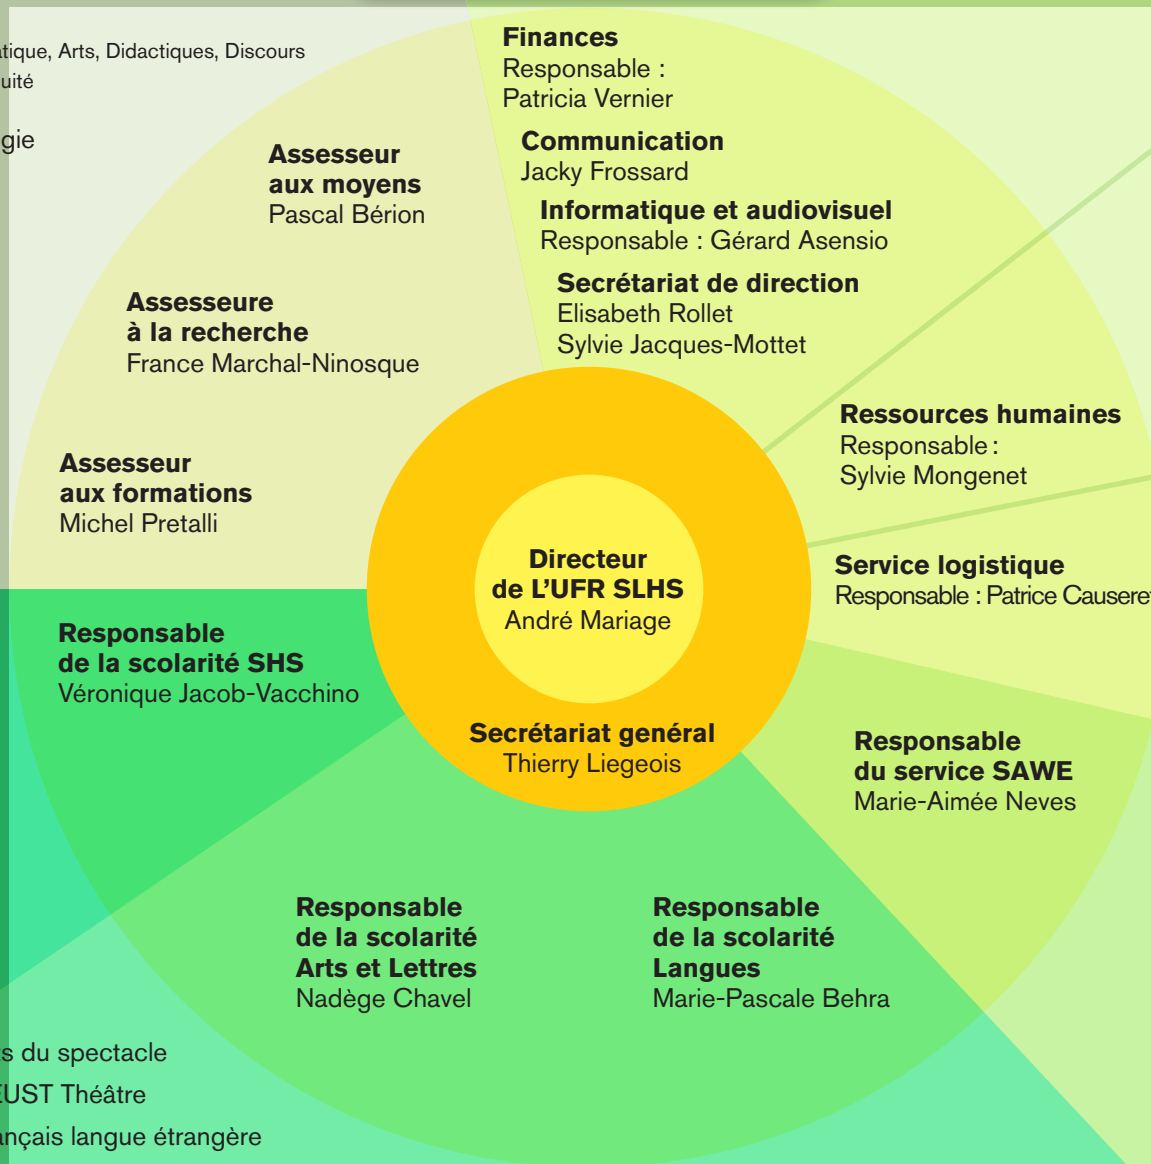 tique, Arts, Didactiques, Discours
uité
gie
Finances
Responsable :
Patricia Vernier
Communication
Jacky Frossard
Informatique et audiovisuel
Responsable : Gérard Asensio
Secrétariat de direction
Elisabeth Rollet
Sylvie Jacques-Mottet
Assesseur
aux moyens
Pascal Bérion
Assesseure
à la recherche
France Marchal-Ninosque
Assesseur
aux formations
Michel Pretalli
Ressources humaines
Responsable :
Sylvie Mongenet
Service logistique
Responsable : Patrice Causeret
Directeur
de L'UFR SLHS
André Mariage
Responsable
de la scolarité SHS
Véronique Jacob-Vacchino
Secrétariat genéral
Thierry Liegeois
Responsable
du service SAWE
Marie-Aimée Neves
Responsable
de la scolarité
Arts et Lettres
Nadège Chavel
Responsable
de la scolarité
Langues
Marie-Pascale Behra
ts du spectacle
EUST Théâtre
ançais langue étrangère